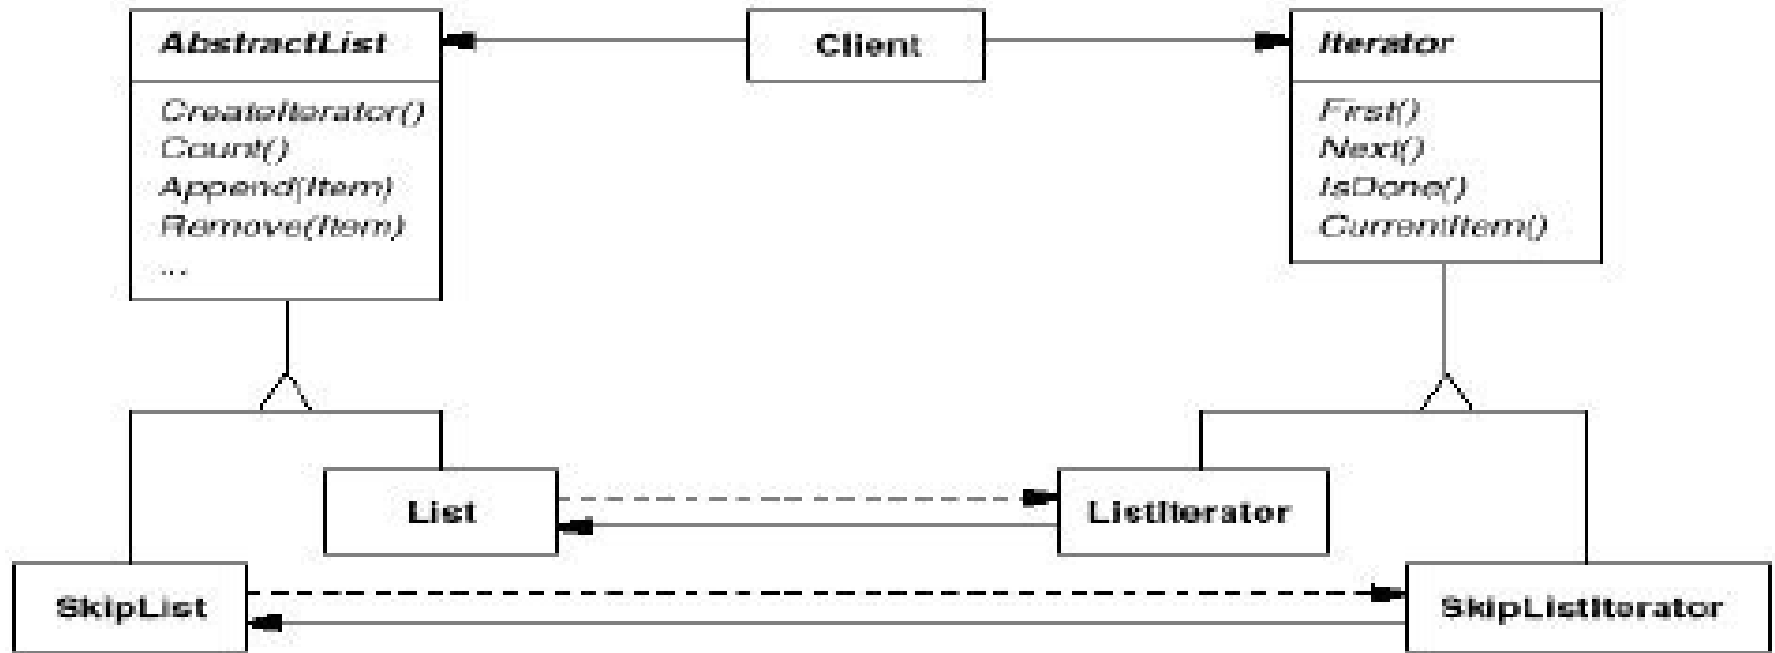 AbstractList
CreateIterator()
Count()
Append(Item)
Remove(Item)
...
Client
Iterator
First()
Next()
IsDone()
CurrentItem()
List
ListIterator
SkipList
SkipListIterator